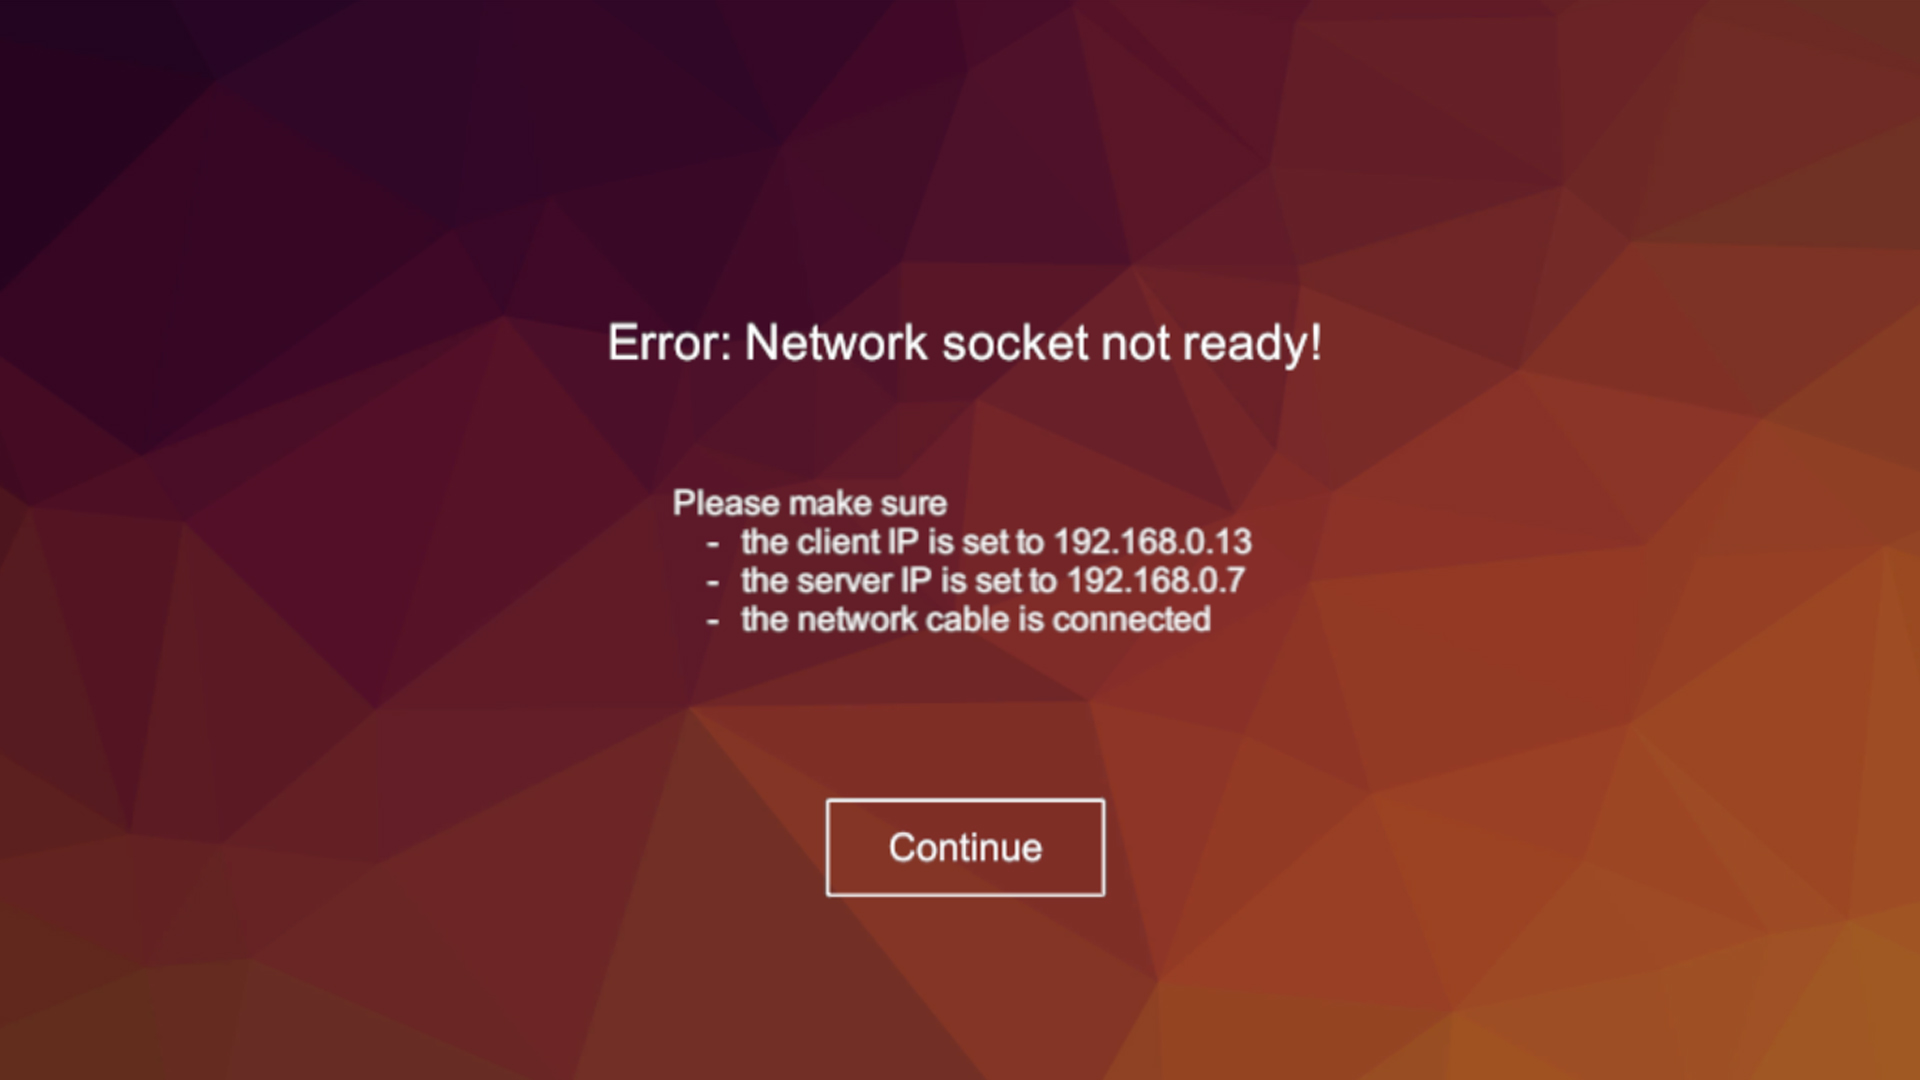 Error: Network socket not ready!
Please make sure
- the client IP is set to 192.168.0.13
- the server IP is set to 192.168.0.7
- the network cable is connected
Continue